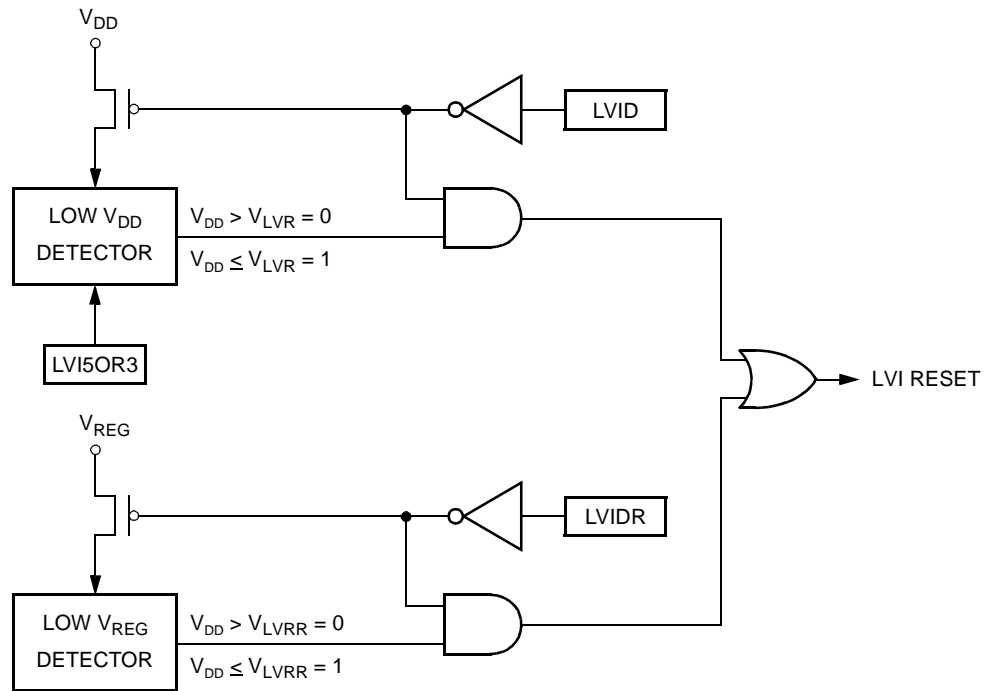 VDD
LVID
LOW VDD
DETECTOR
VDD > VLVR = 0
VDD ≤ VLVR = 1
LVI5OR3
LVI RESET
VREG
LVIDR
LOW VREG
DETECTOR
VDD > VLVRR = 0
VDD ≤ VLVRR = 1